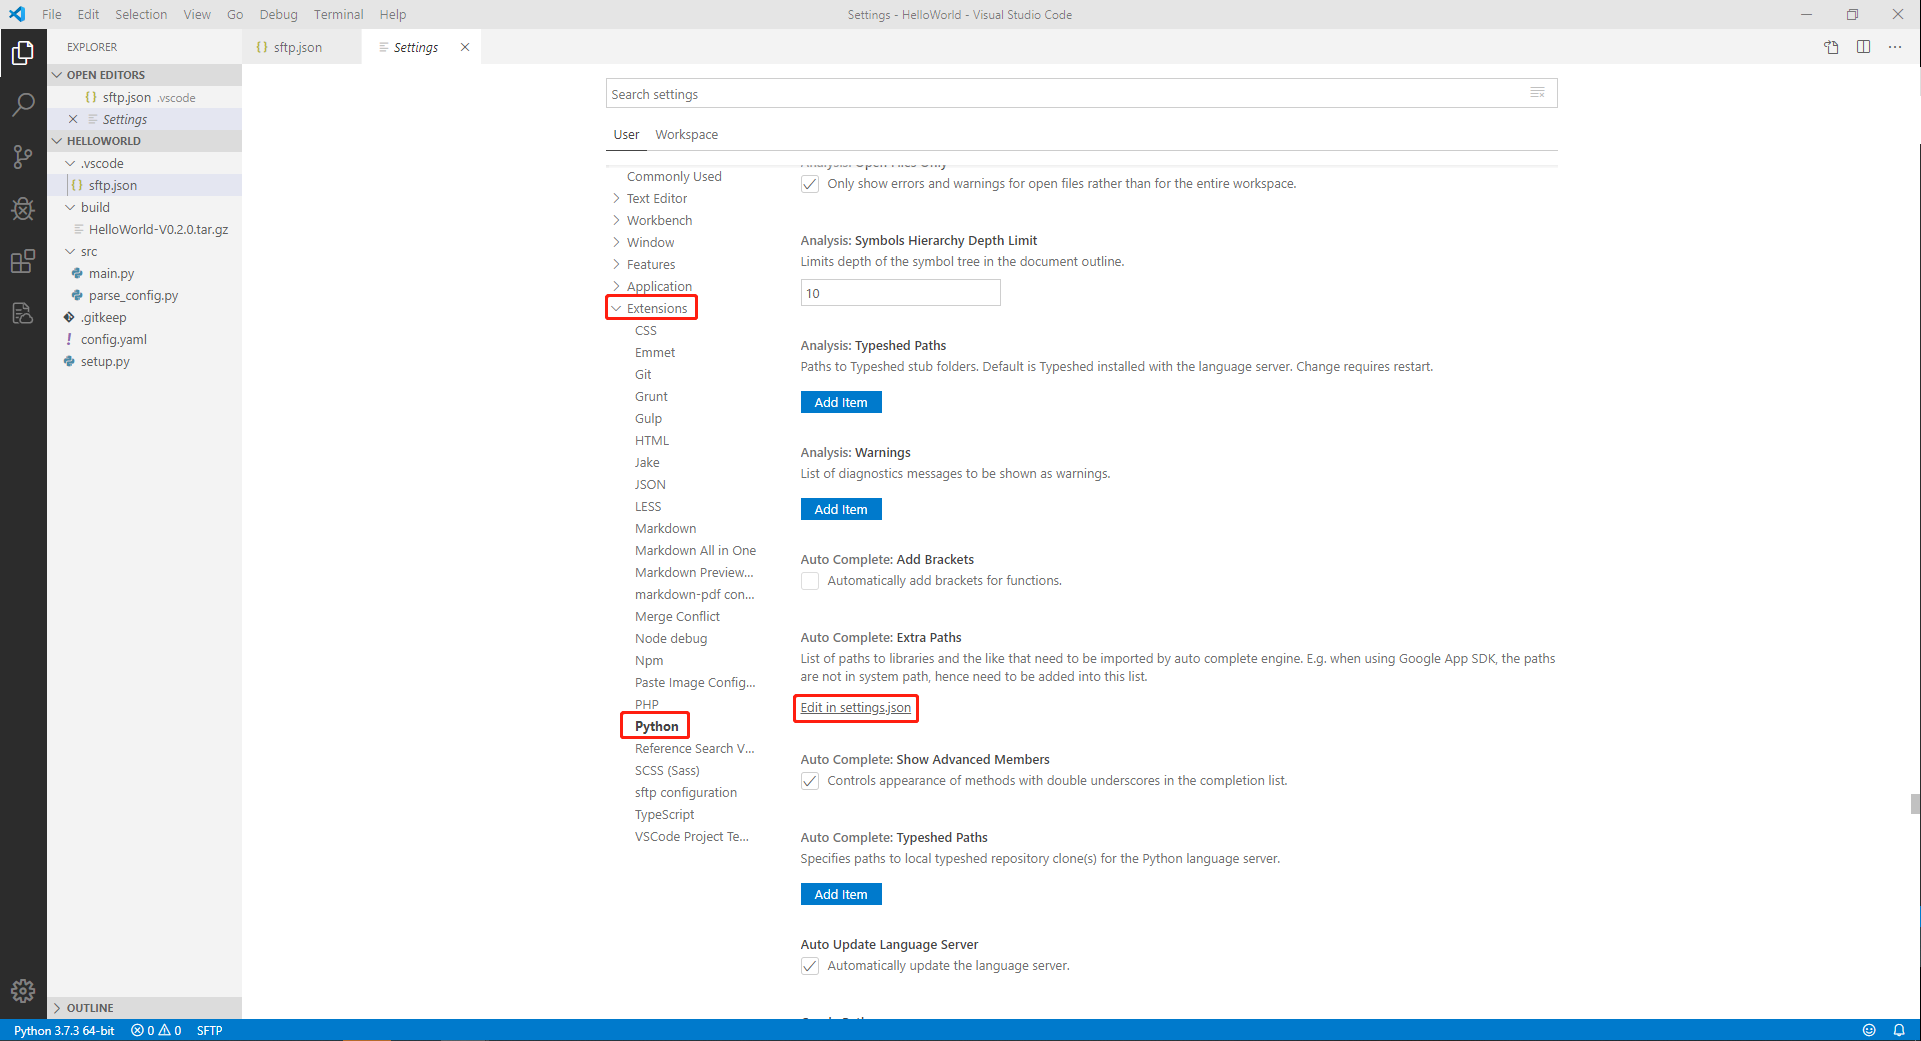 File Edit Selection View Go Debug Terminal Help
Settings - HelloWorld - Visual Studio Code
EXPLORER
OPEN EDITORS
{} sftp.json .vscode
Settings
HELLOWORLD
.vscode
{} sftp.json
build
HelloWorld-V0.2.0.tar.gz
src
main.py
parse_config.py
.gitkeep
! config.yaml
setup.py
OUTLINE
{} sftp.json
Settings
Search settings
User Workspace
Commonly Used
Text Editor
Workbench
Window
Features
Application
Extensions
CSS
Emmet
Git
Grunt
Gulp
HTML
Jake
JSON
LESS
Markdown
Markdown All in One
Markdown Preview...
markdown-pdf con...
Merge Conflict
Node debug
Npm
Paste Image Config...
PHP
Python
Reference Search V...
SCSS (Sass)
sftp configuration
TypeScript
VSCode Project Te...
Analysis: Open Files Only
Only show errors and warnings for open files rather than for the entire workspace.
Analysis: Symbols Hierarchy Depth Limit
Limits depth of the symbol tree in the document outline.
10
Analysis: Typeshed Paths
Paths to Typeshed stub folders. Default is Typeshed installed with the language server. Change requires restart.
Add Item
Analysis: Warnings
List of diagnostics messages to be shown as warnings.
Add Item
Auto Complete: Add Brackets
Automatically add brackets for functions.
Auto Complete: Extra Paths
List of paths to libraries and the like that need to be imported by auto complete engine. E.g. when using Google App SDK, the paths
are not in system path, hence need to be added into this list.
Edit in settings.json
Auto Complete: Show Advanced Members
Controls appearance of methods with double underscores in the completion list.
Auto Complete: Typeshed Paths
Specifies paths to local typeshed repository clone(s) for the Python language server.
Add Item
Auto Update Language Server
Automatically update the language server.
Python 3.7.3 64-bit 0 0 SFTP